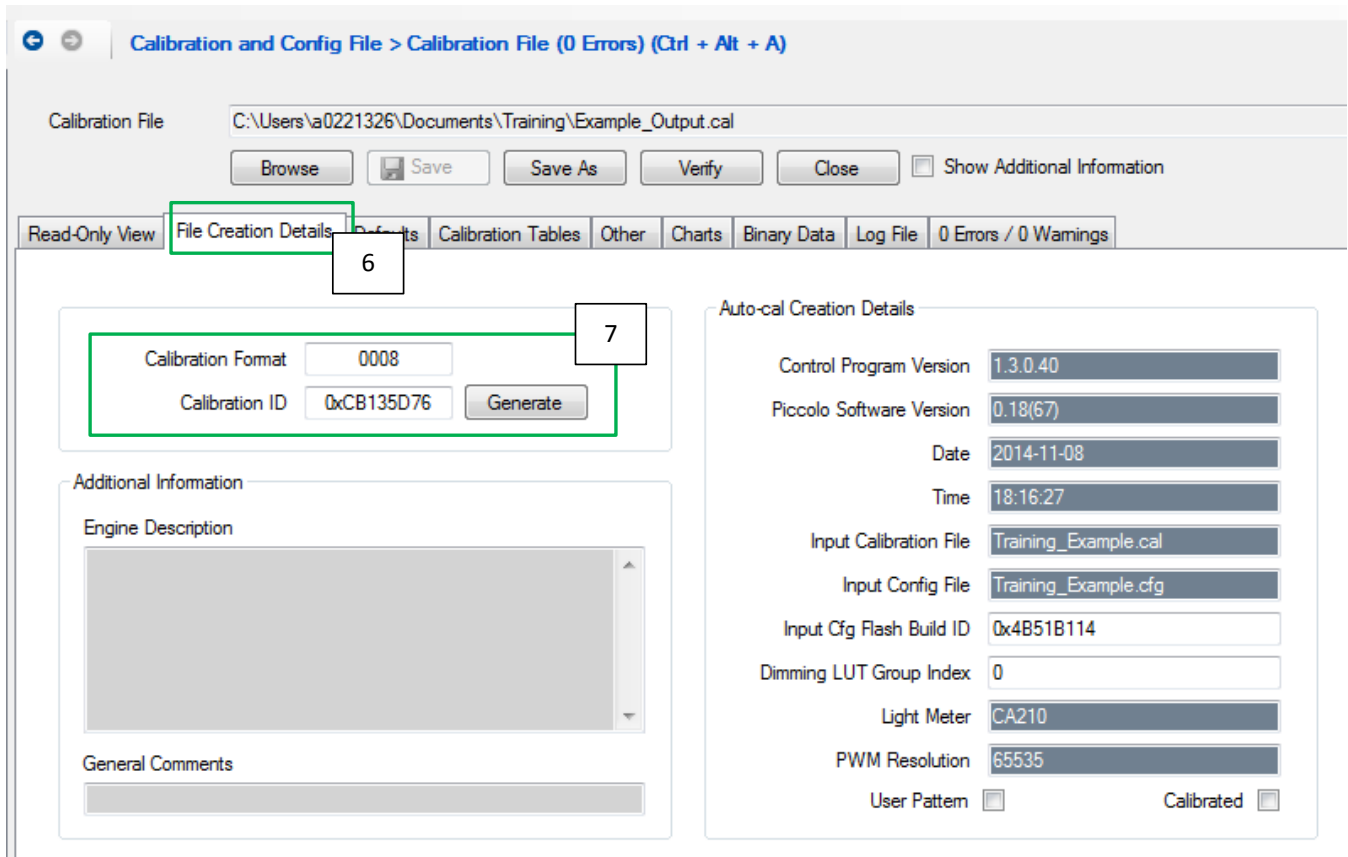 Calibration and Config File > Calibration File (0 Errors) (Ctrl + Alt + A)
Calibration File C:\Users\a0221326\Documents\Training\Example_Output.cal
Browse Save Save As Verify Close Show Additional Information
Read-Only View File Creation Details Defaults Calibration Tables Other Charts Binary Data Log File 0 Errors / 0 Warnings
6
7
Calibration Format 0008
Calibration ID 0xCB135D76 Generate
Additional Information
Engine Description
General Comments
Auto-cal Creation Details
Control Program Version 1.3.0.40
Piccolo Software Version 0.18(67)
Date 2014-11-08
Time 18:16:27
Input Calibration File Training_Example.cal
Input Config File Training_Example.cfg
Input Cfg Flash Build ID 0x4B51B114
Dimming LUT Group Index 0
Light Meter CA210
PWM Resolution 65535
User Pattern Calibrated